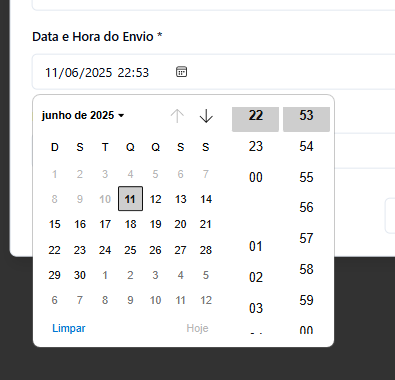 Data e Hora do Envio *
11/06/2025 22:53
junho de 2025
D S T Q Q S S
1 2 3 4 5 6 7
8 9 10 11 12 13 14
15 16 17 18 19 20 21
22 23 24 25 26 27 28
29 30 1 2 3 4 5
6 7 8 9 10 11 12
Limpar Hoje
22 53
23 54
00 55
56
01 57
02 58
03 59
00